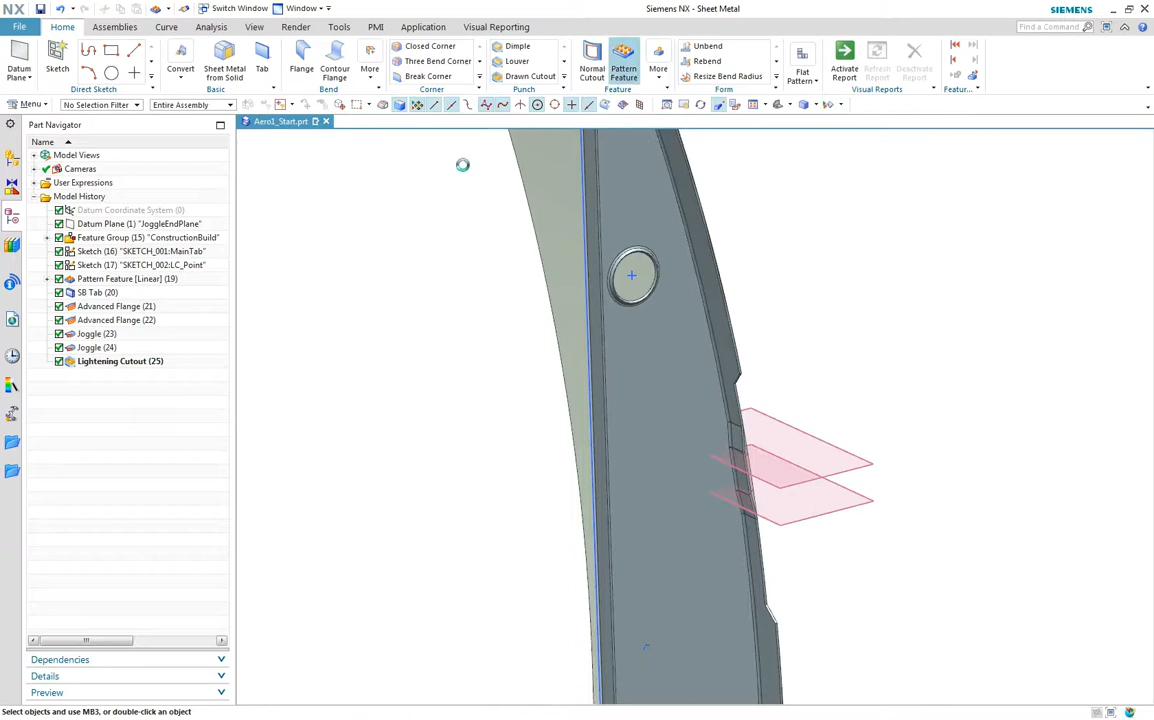 NX Switch Window Window Siemens NX - Sheet Metal SIEMENS
File Home Assemblies Curve Analysis View Render Tools PMI Application Visual Reporting Find a Command
Datum Plane Sketch Convert Sheet Metal from Solid Tab Flange Contour Flange More Closed Corner Three Bend Corner Break Corner Dimple Louver Drawn Cutout Normal Cutout Pattern Feature More Unbend Rebend Resize Bend Radius Flat Pattern Activate Report Refresh Report Deactivate Report
Direct Sketch Basic Bend Corner Punch Feature Form Visual Reports Featur...
Menu No Selection Filter Entire Assembly
Part Navigator Aero1_Start.prt
Name
Model Views
Cameras
User Expressions
Model History
Datum Coordinate System (0)
Datum Plane (1) "JoggleEndPlane"
Feature Group (15) "ConstructionBuild"
Sketch (16) "SKETCH_001:MainTab"
Sketch (17) "SKETCH_002:LC_Point"
Pattern Feature [Linear] (19)
SB Tab (20)
Advanced Flange (21)
Advanced Flange (22)
Joggle (23)
Joggle (24)
Lightening Cutout (25)
Dependencies
Details
Preview
Select objects and use MB3, or double-click an object